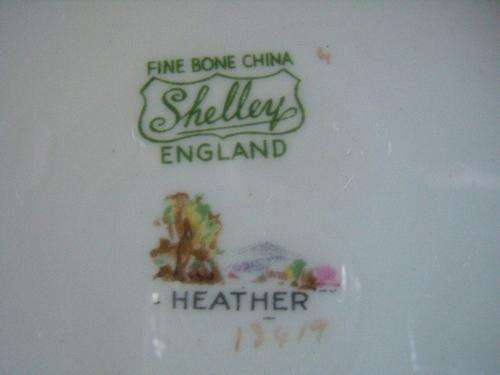 FINE BONE CHINA
Shelley
ENGLAND
HEATHER
13419